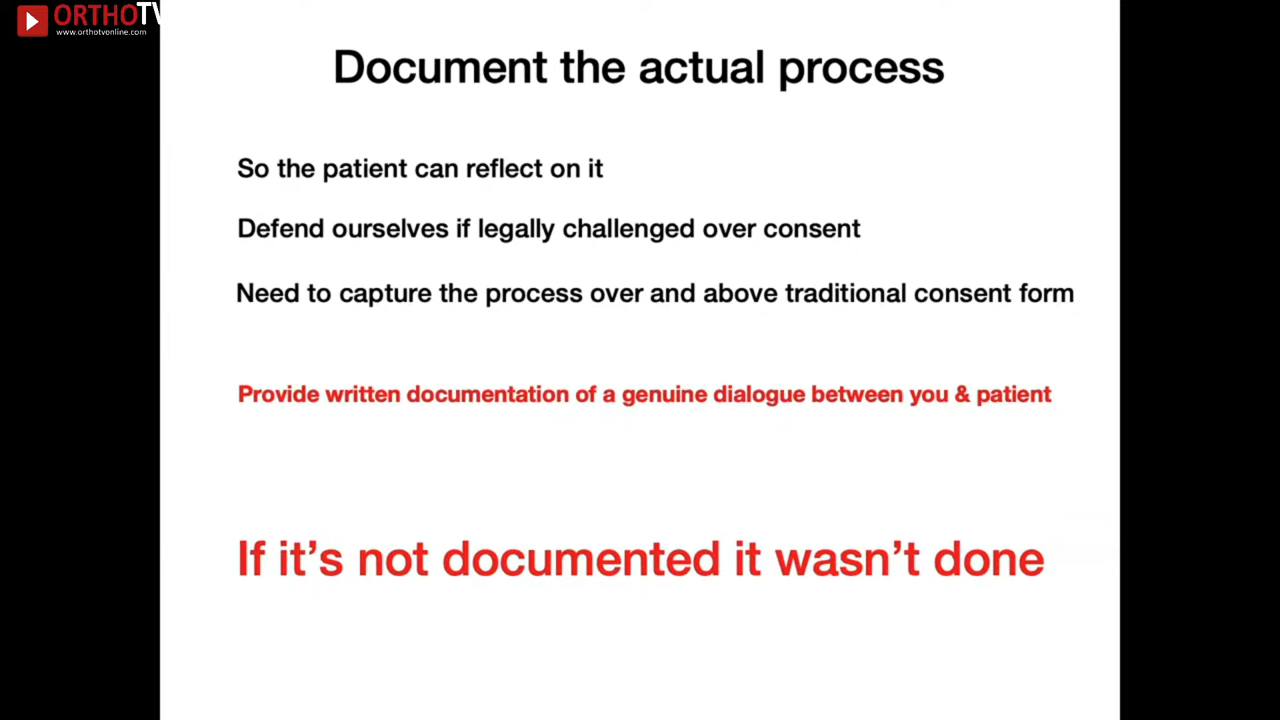 ORTHOTV
www.orthotvonline.com
Document the actual process
So the patient can reflect on it
Defend ourselves if legally challenged over consent
Need to capture the process over and above traditional consent form
Provide written documentation of a genuine dialogue between you & patient
If it’s not documented it wasn’t done